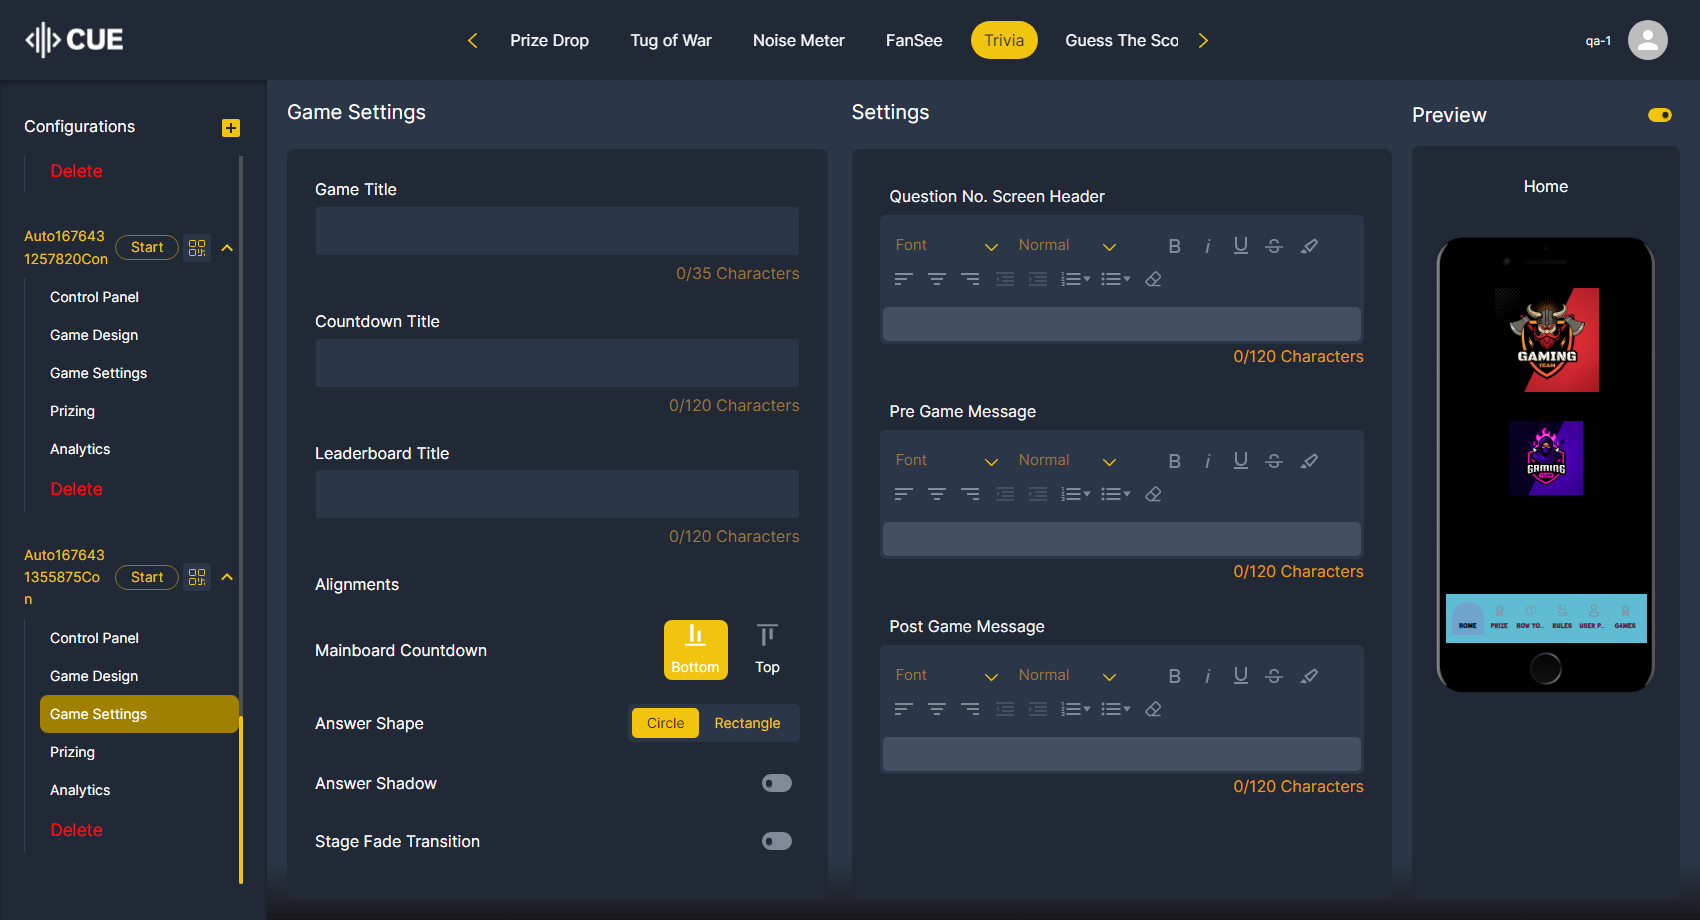 CUE
Prize Drop
Tug of War
Noise Meter
FanSee
Trivia
Guess The Sco
qa-1
Configurations
Delete
Auto167643
1257820Con
Start
Control Panel
Game Design
Game Settings
Prizing
Analytics
Delete
Auto167643
1355875Co
n
Start
Control Panel
Game Design
Game Settings
Prizing
Analytics
Delete
Game Settings
Game Title
0/35 Characters
Countdown Title
0/120 Characters
Leaderboard Title
0/120 Characters
Alignments
Mainboard Countdown
Bottom
Top
Answer Shape
Circle
Rectangle
Answer Shadow
Stage Fade Transition
Settings
Question No. Screen Header
Font
Normal
B
i
U
S
0/120 Characters
Pre Game Message
Font
Normal
B
i
U
S
0/120 Characters
Post Game Message
Font
Normal
B
i
U
S
0/120 Characters
Preview
Home
GAMING
TEAM
GAMING
HOME
PRIZE
HOW TO...
RULES
USER P...
GAMES